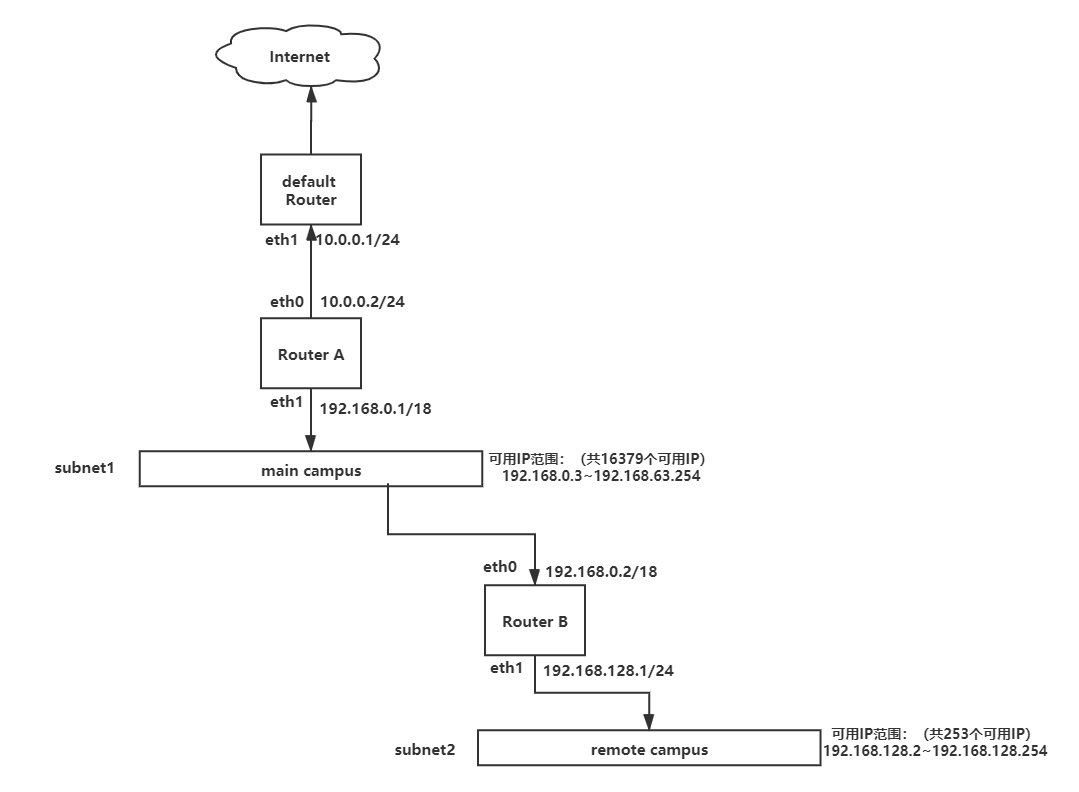 Internet
default
Router
eth1 10.0.0.1/24
eth0 10.0.0.2/24
Router A
eth1 192.168.0.1/18
subnet1
main campus
可用IP范围：（共16379个可用IP）
192.168.0.3~192.168.63.254
eth0 192.168.0.2/18
Router B
eth1 192.168.128.1/24
subnet2
remote campus
可用IP范围：（共253个可用IP）
192.168.128.2~192.168.128.254